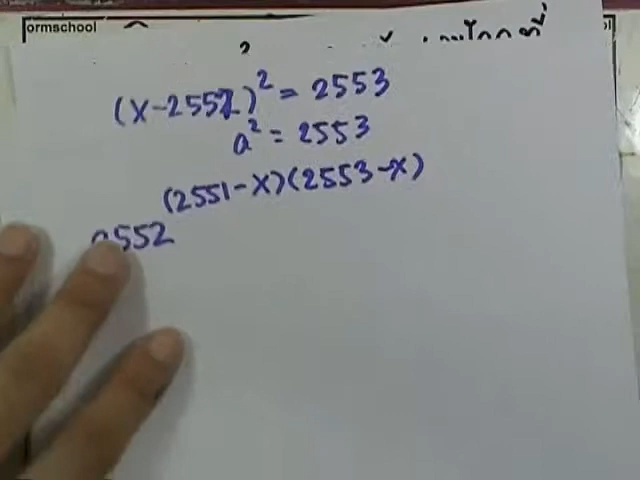 ormschool
(x-2552)² = 2553
a² = 2553
(2551-x)(2553-x)
2552